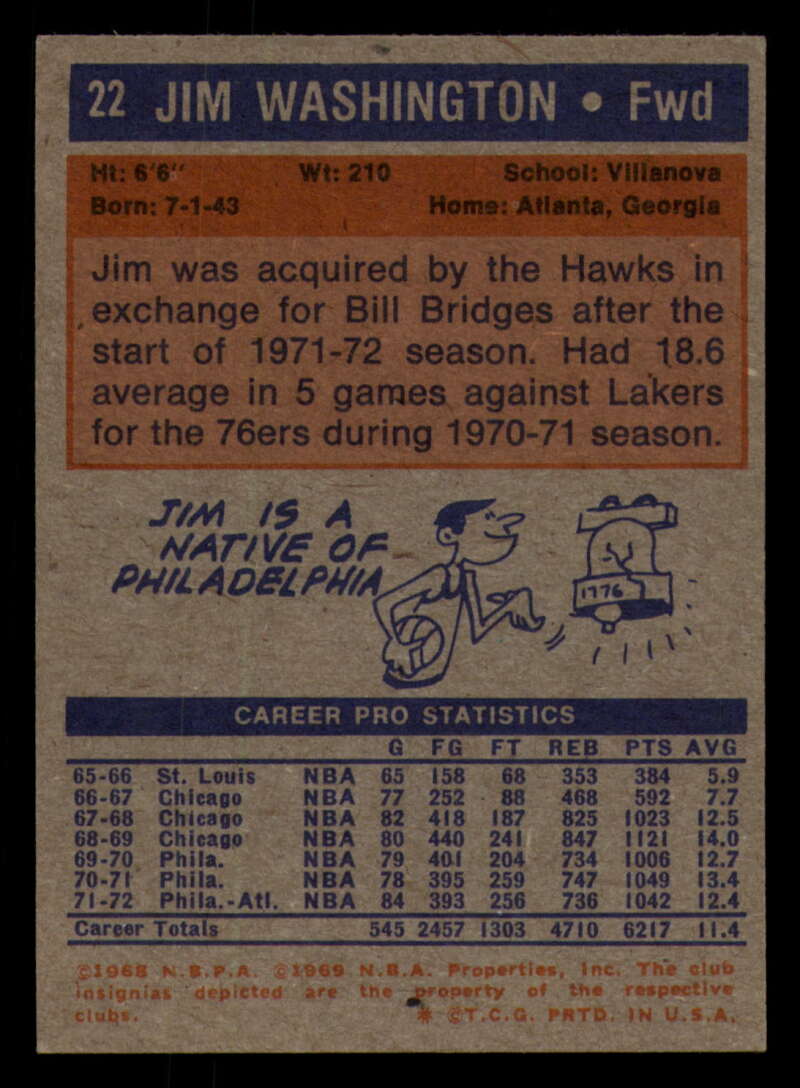 22 JIM WASHINGTON • Fwd
Ht: 6'6" Wt: 210 School: Villanova
Born: 7-1-43 Home: Atlanta, Georgia
Jim was acquired by the Hawks in
exchange for Bill Bridges after the
start of 1971-72 season. Had 18.6
average in 5 games against Lakers
for the 76ers during 1970-71 season.
JIM IS A
NATIVE OF
PHILADELPHIA
1776
CAREER PRO STATISTICS
G FG FT REB PTS AVG
65-66 St. Louis NBA 65 158 68 353 384 5.9
66-67 Chicago NBA 77 252 88 468 592 7.7
67-68 Chicago NBA 82 418 187 825 1023 12.5
68-69 Chicago NBA 80 440 241 847 1121 14.0
69-70 Phila. NBA 79 401 204 734 1006 12.7
70-71 Phila. NBA 78 395 259 747 1049 13.4
71-72 Phila.-Atl. NBA 84 393 256 736 1042 12.4
Career Totals 545 2457 1303 4710 6217 11.4
©1968 N.B.P.A. ©1969 N.B.A. Properties, Inc. The club
insignias depicted are the property of the respective
clubs. * ©T.C.G. PRTD. IN U.S.A.